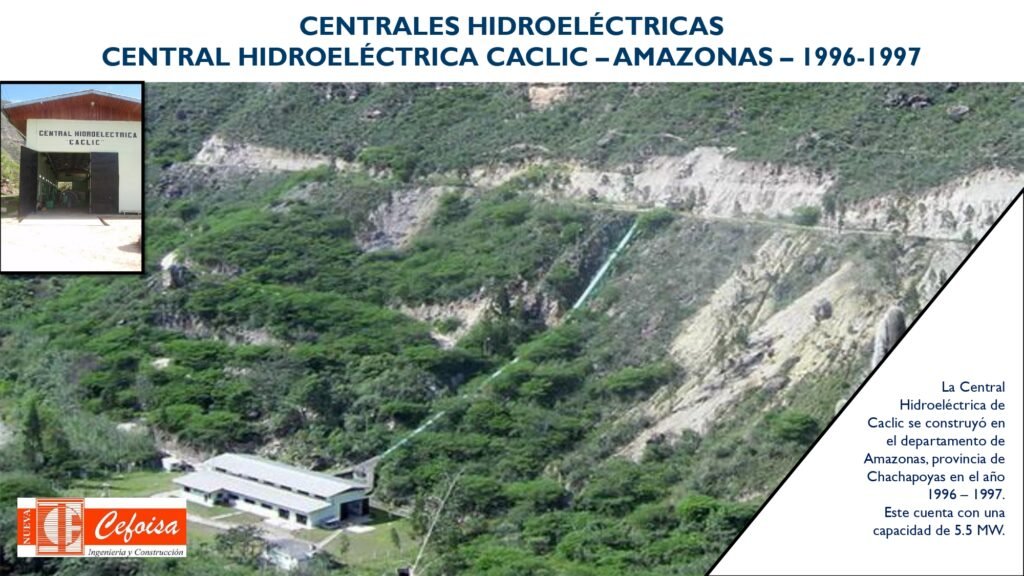 CENTRALES HIDROELÉCTRICAS
CENTRAL HIDROELÉCTRICA CACLIC – AMAZONAS – 1996-1997
"CENTRAL HIDROELECTRICA
CACLIC"
La Central
Hidroeléctrica de
Caclic se construyó en
el departamento de
Amazonas, provincia de
Chachapoyas en el año
1996 – 1997.
Este cuenta con una
capacidad de 5.5 MW.
NUEVA
Cefoisa
Ingeniería y Construcción